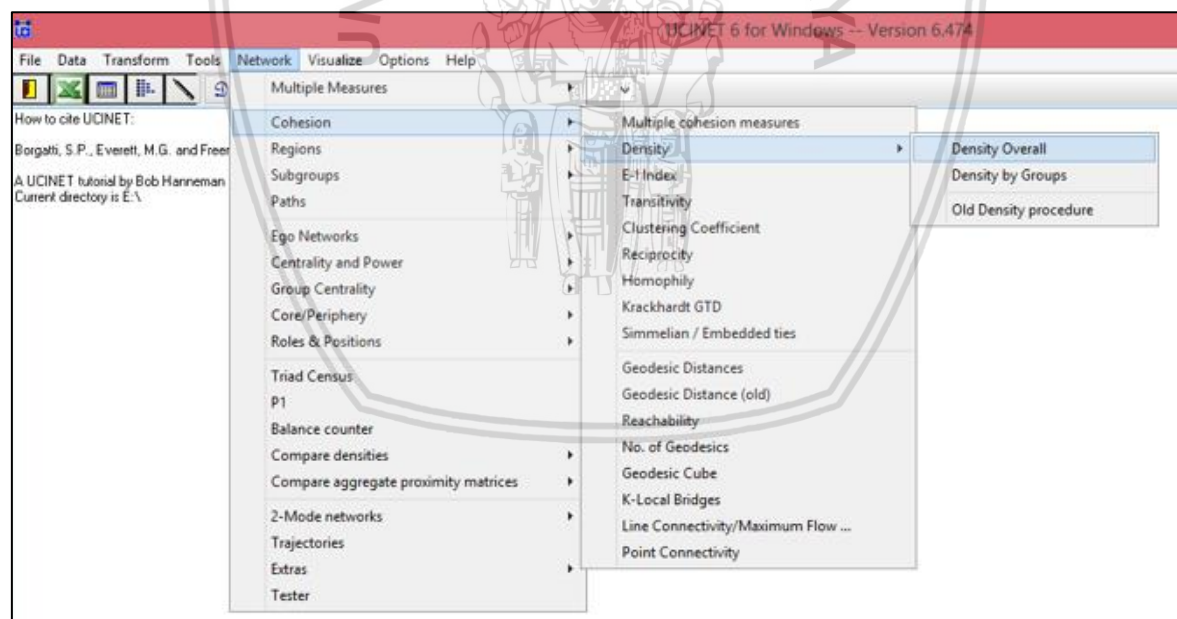 UCINET 6 for Windows -- Version 6.474
File Data Transform Tools Network Visualize Options Help
How to cite UCINET:
Borgatti, S.P., Everett, M.G. and Freer
A UCINET tutorial by Bob Hanneman
Current directory is E:\
Multiple Measures
Cohesion
Regions
Subgroups
Paths
Ego Networks
Centrality and Power
Group Centrality
Core/Periphery
Roles & Positions
Triad Census
P1
Balance counter
Compare densities
Compare aggregate proximity matrices
2-Mode networks
Trajectories
Extras
Tester
Multiple cohesion measures
Density
E-I Index
Transitivity
Clustering Coefficient
Reciprocity
Homophily
Krackhardt GTD
Simmelian / Embedded ties
Geodesic Distances
Geodesic Distance (old)
Reachability
No. of Geodesics
Geodesic Cube
K-Local Bridges
Line Connectivity/Maximum Flow ...
Point Connectivity
Density Overall
Density by Groups
Old Density procedure